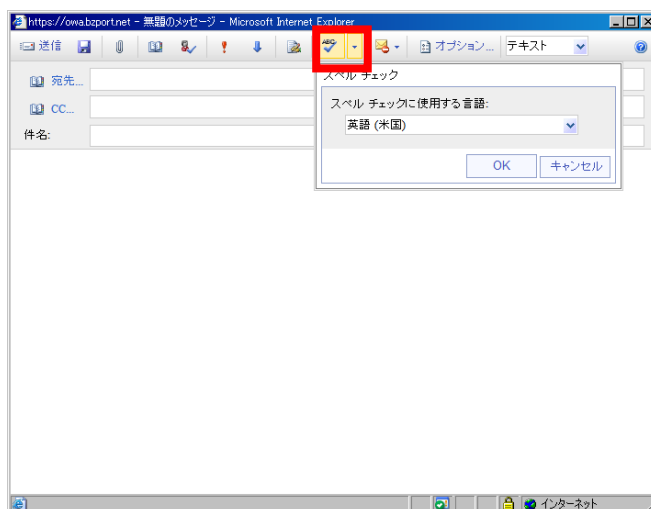 https://owa.bzport.net - 無題のメッセージ - Microsoft Internet Explorer
送信 ABC オプション... テキスト
宛先...
CC...
件名:
スペル チェック
スペル チェックに使用する言語:
英語 (米国)
OK キャンセル
インターネット